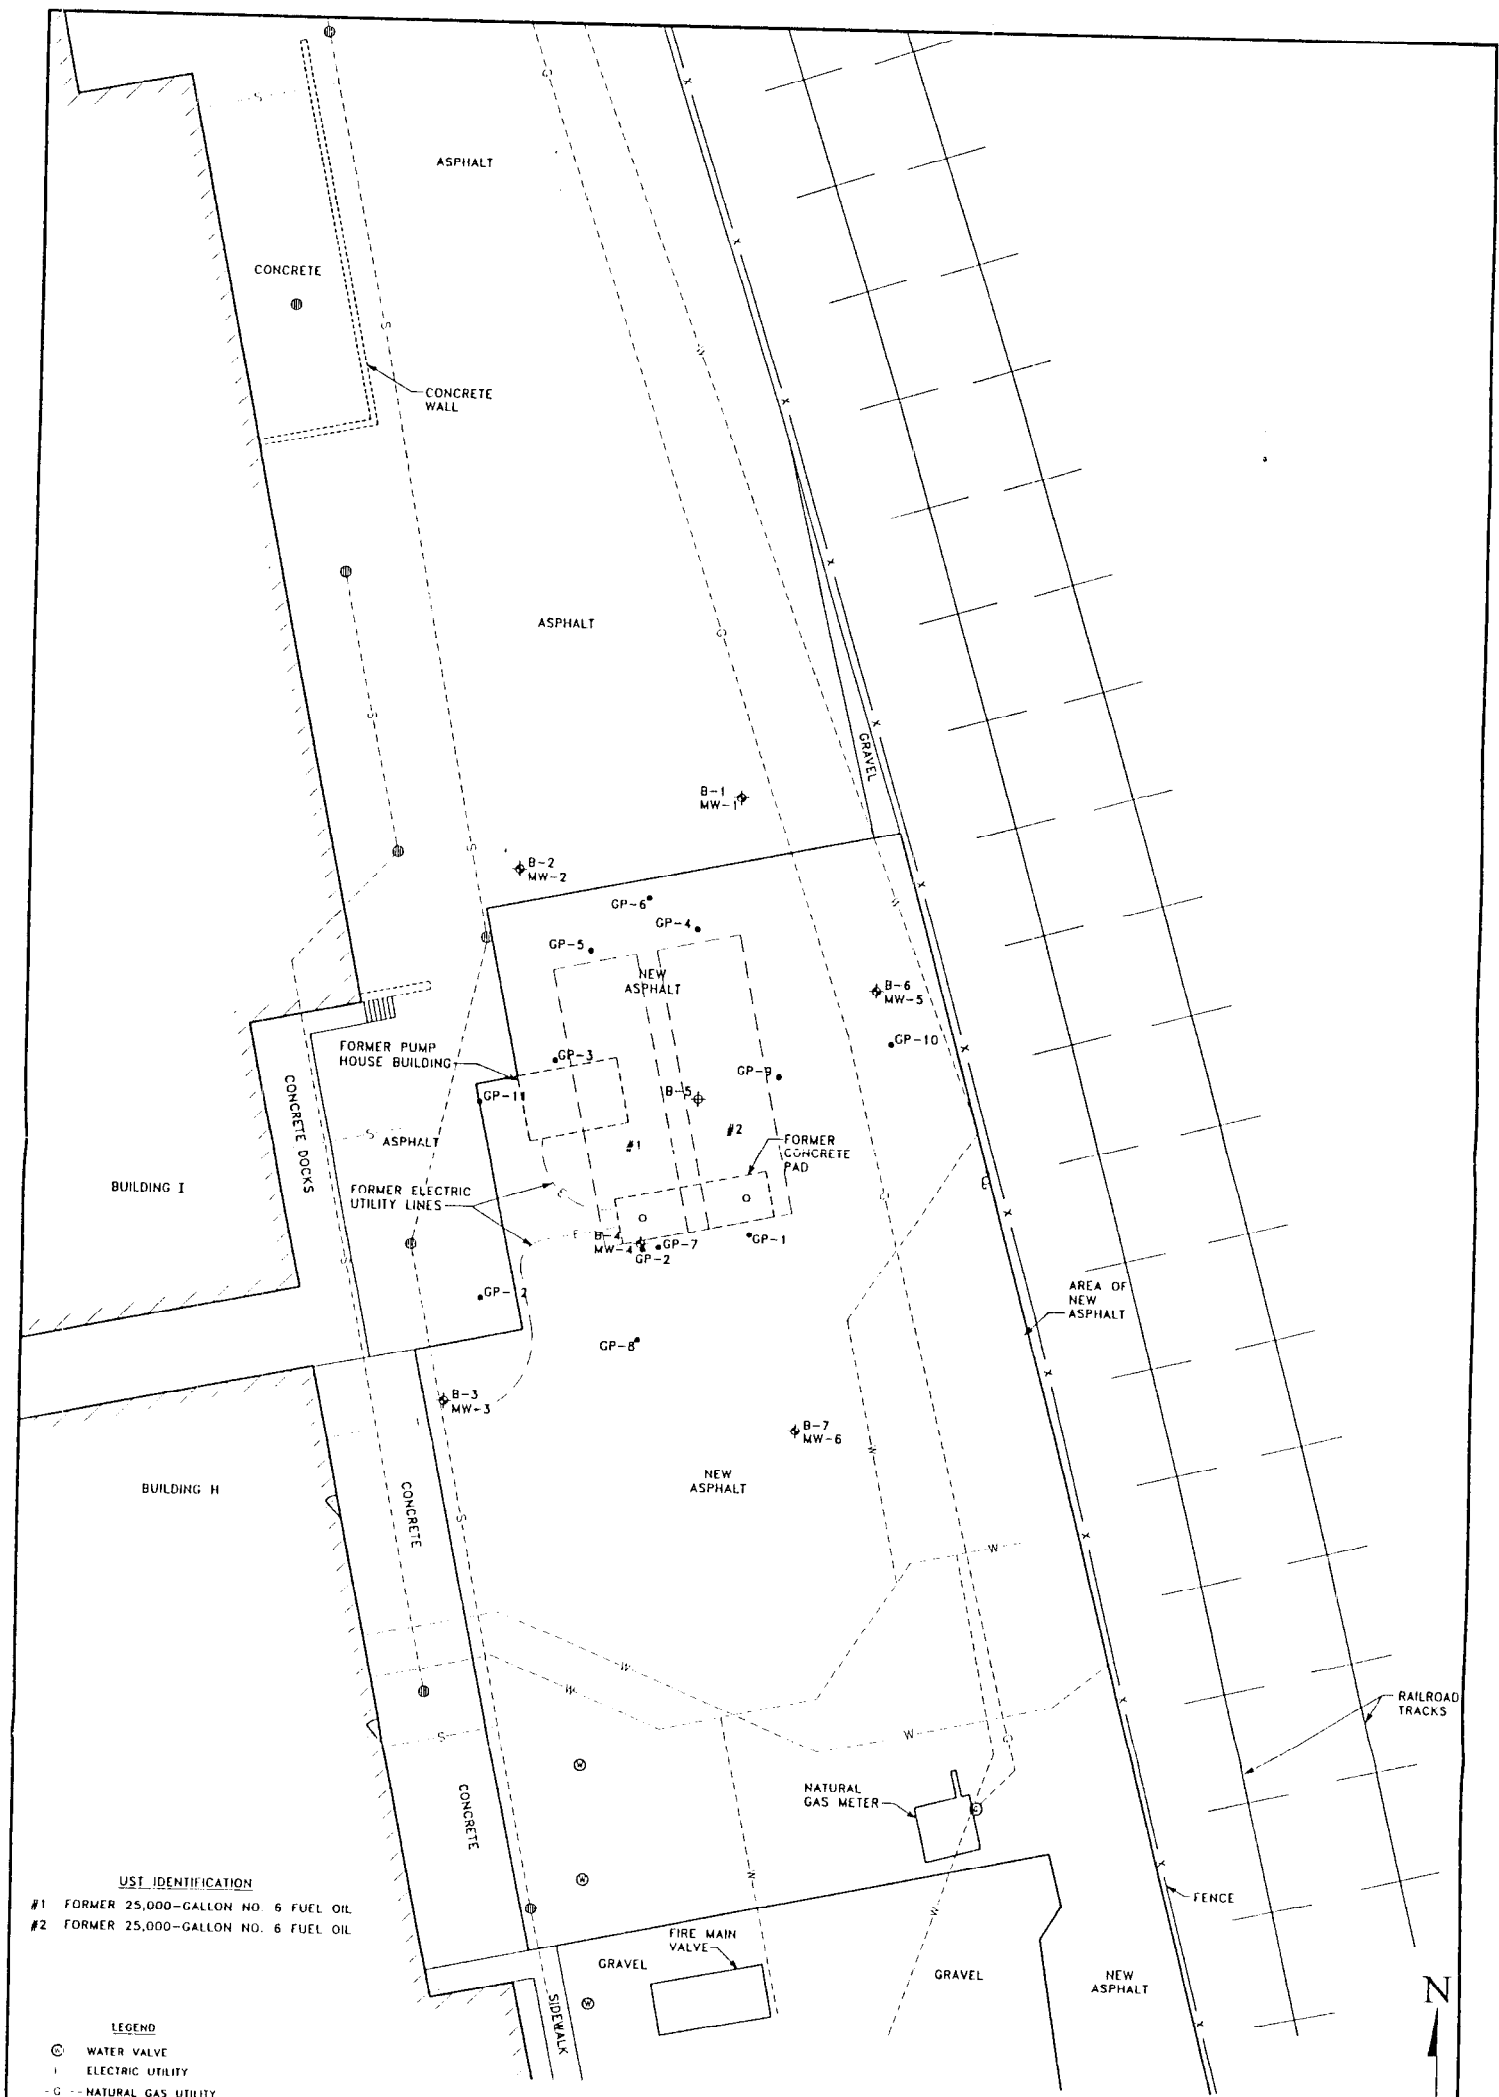 ASPHALT
CONCRETE
CONCRETE
WALL
ASPHALT
GRAVEL
B-1
MW-1
B-2
MW-2
GP-6
GP-4
GP-5
NEW
ASPHALT
B-6
MW-5
GP-10
FORMER PUMP
HOUSE BUILDING
GP-3
GP-9
B-5
GP-11
#2
#1
ASPHALT
FORMER
CONCRETE
PAD
CONCRETE DOCKS
BUILDING I
FORMER ELECTRIC
UTILITY LINES
B-4
MW-4
GP-7
GP-2
GP-1
GP-12
AREA OF
NEW
ASPHALT
GP-8
B-3
MW-3
B-7
MW-6
NEW
ASPHALT
BUILDING H
CONCRETE
RAILROAD
TRACKS
NATURAL
GAS METER
CONCRETE
UST IDENTIFICATION
#1 FORMER 25,000-GALLON NO. 6 FUEL OIL
#2 FORMER 25,000-GALLON NO. 6 FUEL OIL
FENCE
FIRE MAIN
VALVE
GRAVEL
GRAVEL
NEW
ASPHALT
SIDEWALK
N
LEGEND
W WATER VALVE
ELECTRIC UTILITY
-G-- NATURAL GAS UTILITY